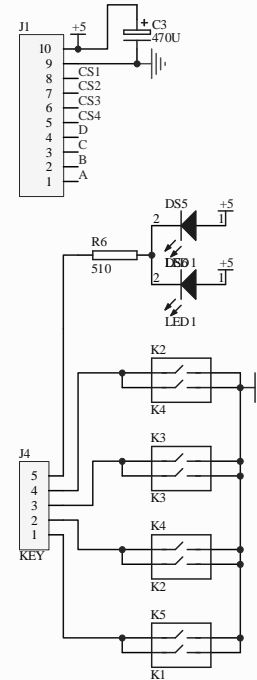 J1
+5
10
9
8
7
6
5
4
3
2
1
CS1
CS2
CS3
CS4
D
C
B
A
+
C3
470U
DS5
2
1
+5
R6
510
LED1
2
1
+5
LED1
K2
K4
K3
K3
K4
K2
K5
K1
J4
5
4
3
2
1
KEY